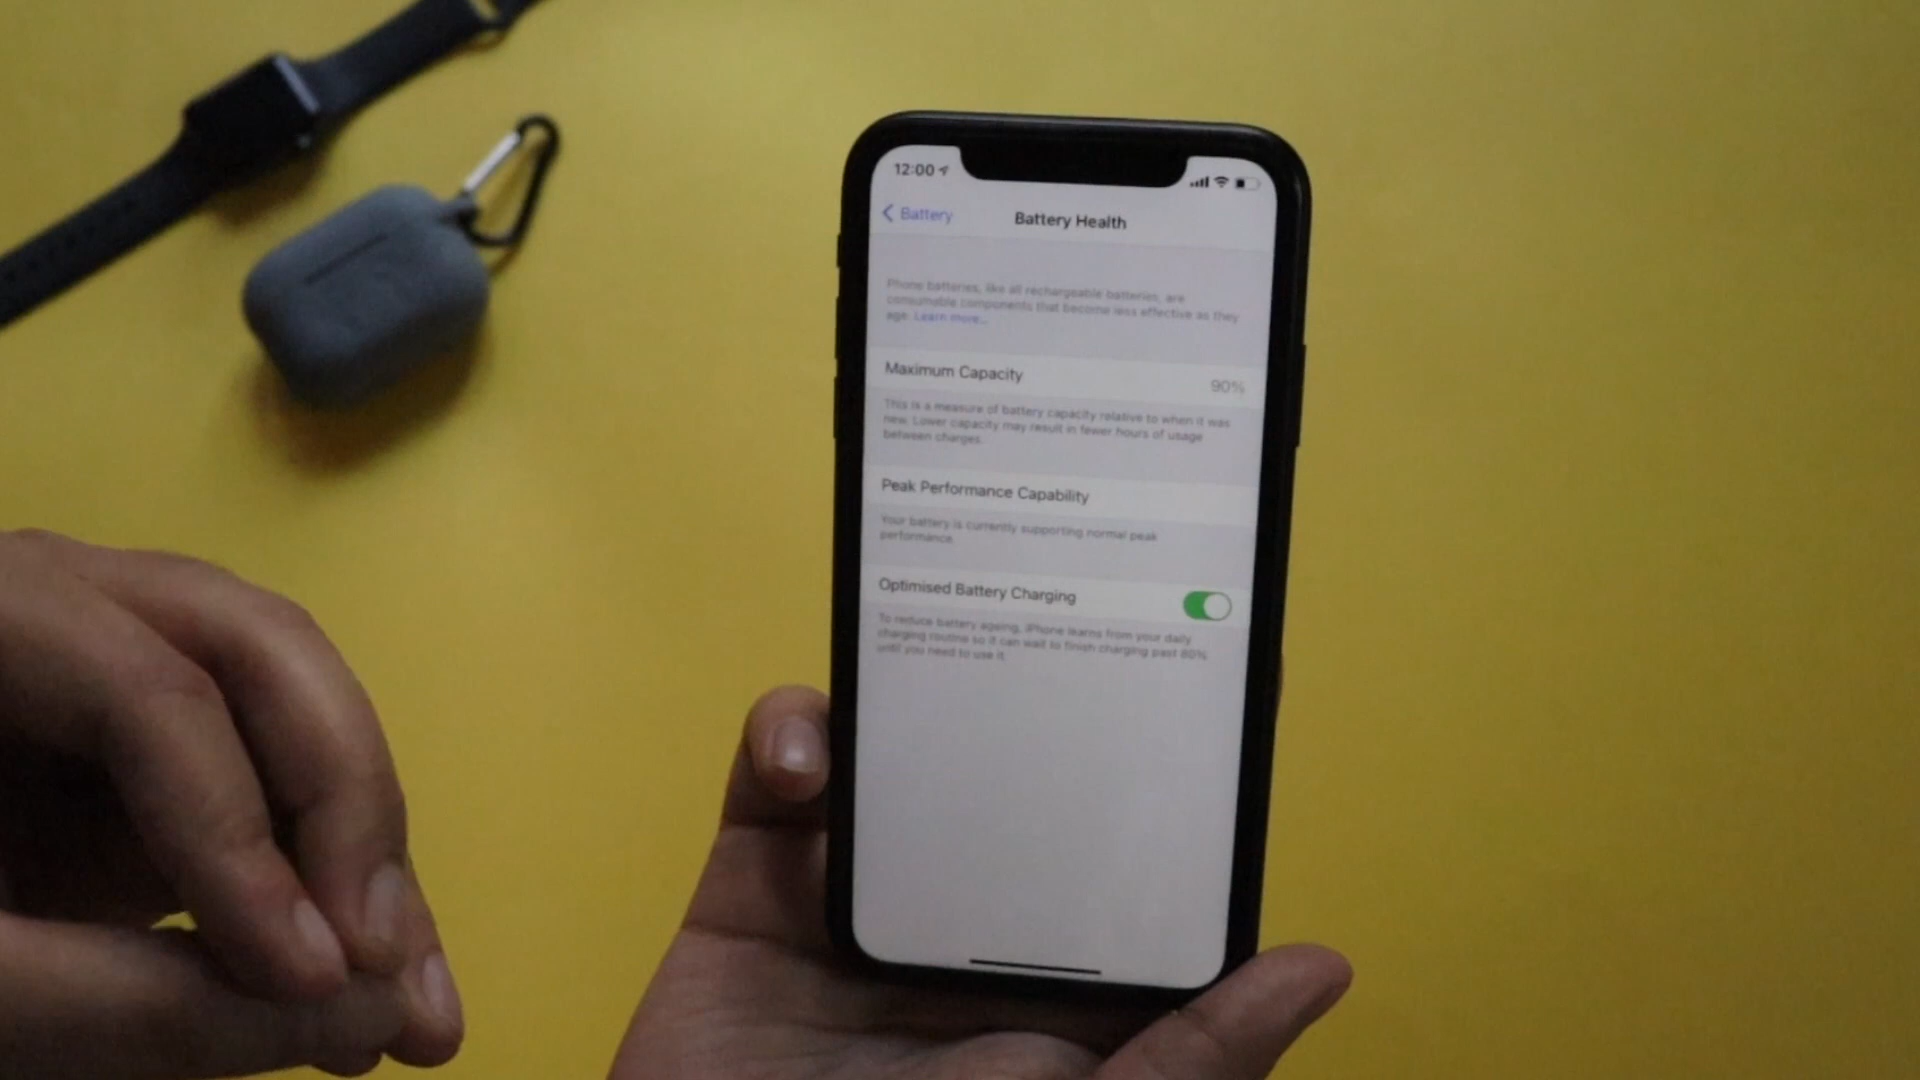 12:00
Battery
Battery Health
Phone batteries, like all rechargeable batteries, are
consumable components that become less effective as they
age. Learn more...
Maximum Capacity
90%
This is a measure of battery capacity relative to when it was
new. Lower capacity may result in fewer hours of usage
between charges.
Peak Performance Capability
Your battery is currently supporting normal peak
performance.
Optimised Battery Charging
To reduce battery ageing, iPhone learns from your daily
charging routine so it can wait to finish charging past 80%
until you need to use it.